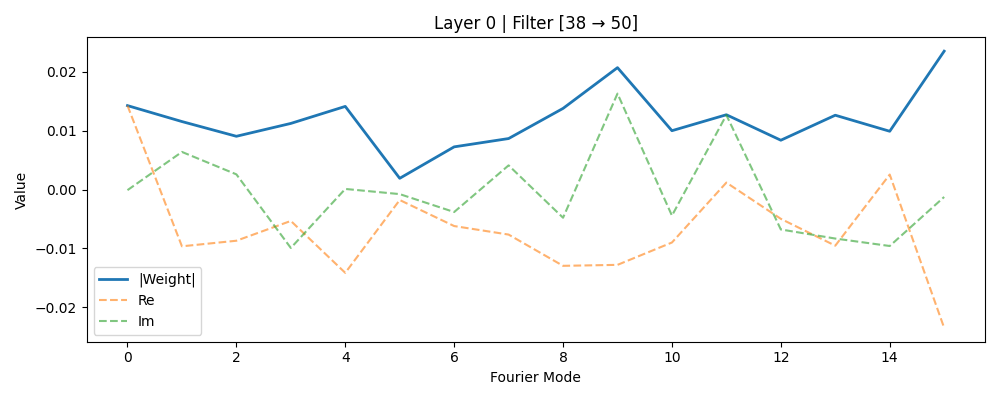 Layer 0 | Filter [38 → 50]
Value
0.02
0.01
0.00
−0.01
−0.02
|Weight|
Re
Im
0 2 4 6 8 10 12 14
Fourier Mode